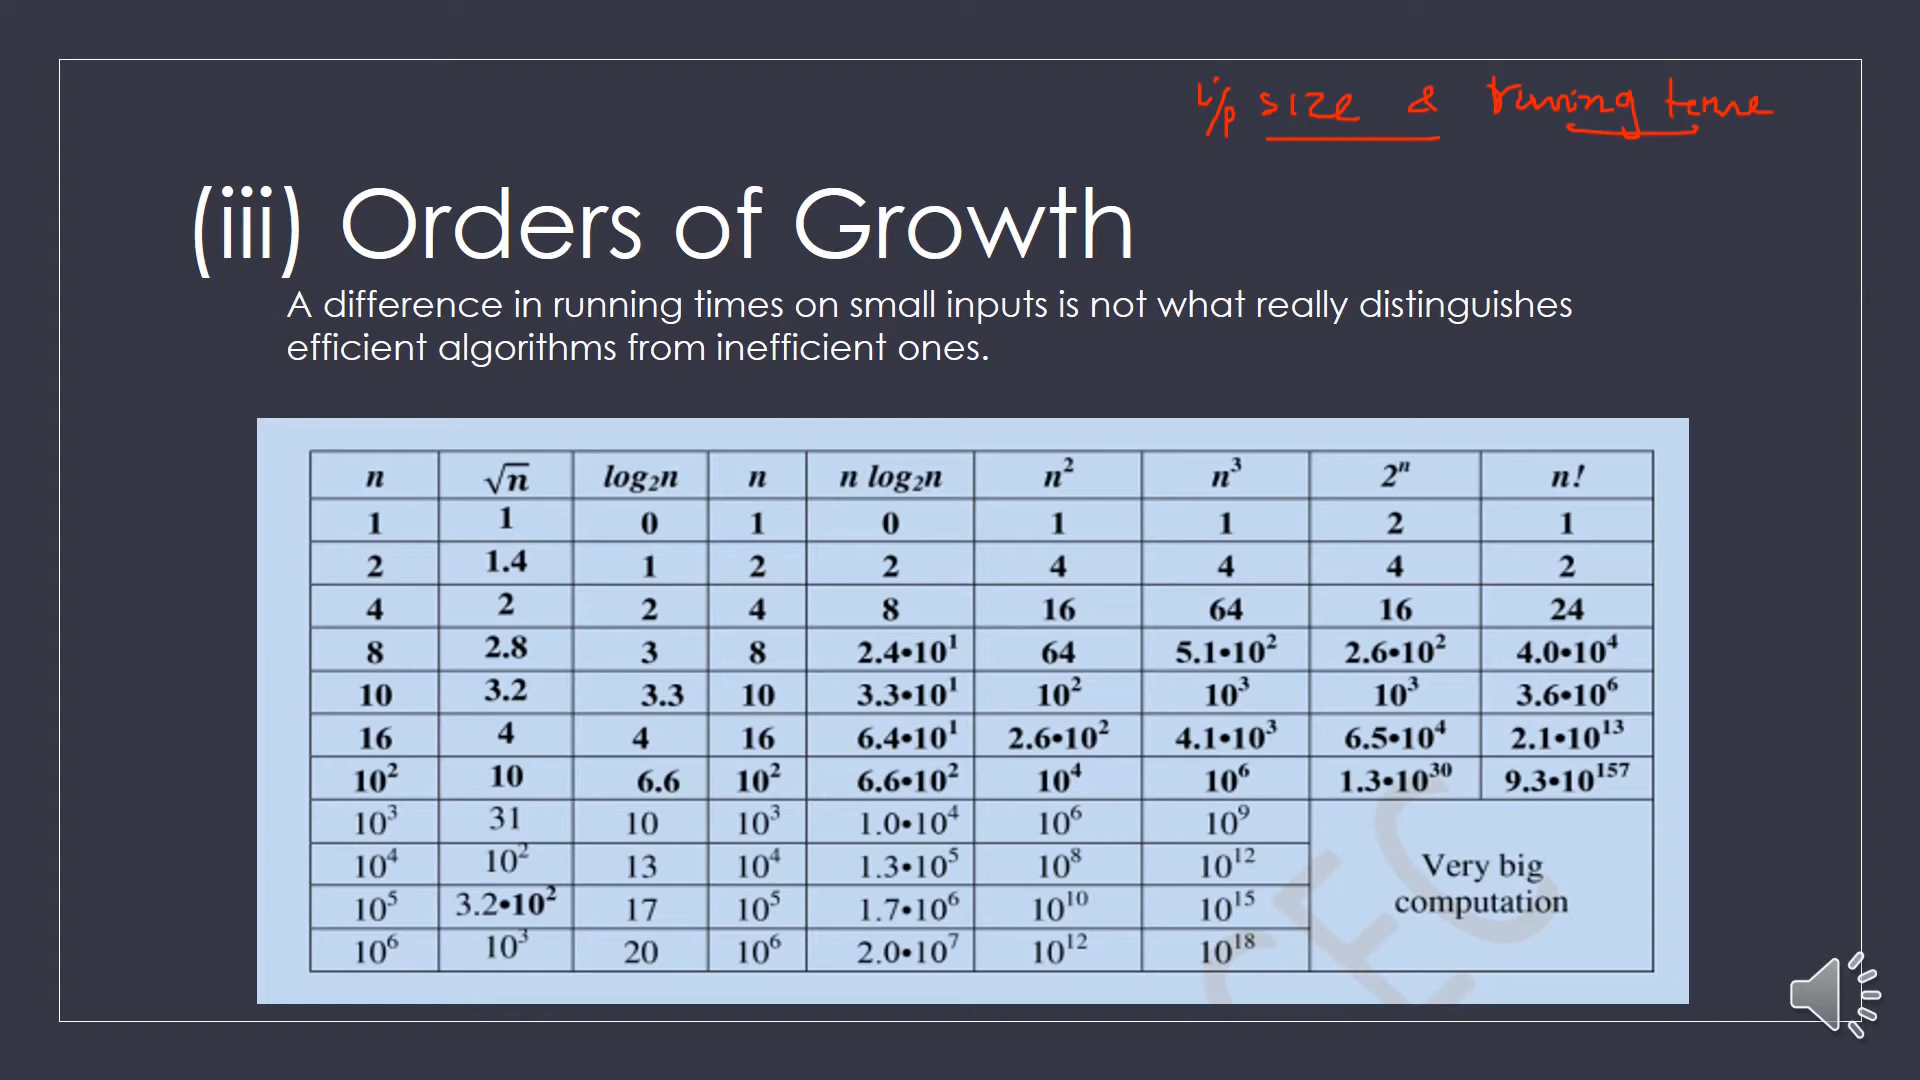 i/p size & running time
(iii) Orders of Growth
A difference in running times on small inputs is not what really distinguishes
efficient algorithms from inefficient ones.
n √n log₂n n n log₂n n² n³ 2ⁿ n!
1 1 0 1 0 1 1 2 1
2 1.4 1 2 2 4 4 4 2
4 2 2 4 8 16 64 16 24
8 2.8 3 8 2.4•10¹ 64 5.1•10² 2.6•10² 4.0•10⁴
10 3.2 3.3 10 3.3•10¹ 10² 10³ 10³ 3.6•10⁶
16 4 4 16 6.4•10¹ 2.6•10² 4.1•10³ 6.5•10⁴ 2.1•10¹³
10² 10 6.6 10² 6.6•10² 10⁴ 10⁶ 1.3•10³⁰ 9.3•10¹⁵⁷
10³ 31 10 10³ 1.0•10⁴ 10⁶ 10⁹
10⁴ 10² 13 10⁴ 1.3•10⁵ 10⁸ 10¹²
10⁵ 3.2•10² 17 10⁵ 1.7•10⁶ 10¹⁰ 10¹⁵
10⁶ 10³ 20 10⁶ 2.0•10⁷ 10¹² 10¹⁸
Very big
computation